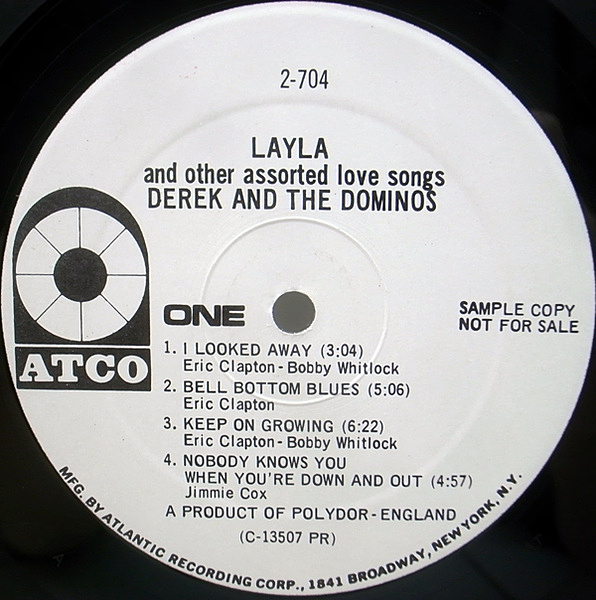 2-704
LAYLA
and other assorted love songs
DEREK AND THE DOMINOS
ATCO
ONE
SAMPLE COPY
NOT FOR SALE
1. I LOOKED AWAY (3:04)
Eric Clapton - Bobby Whitlock
2. BELL BOTTOM BLUES (5:06)
Eric Clapton
3. KEEP ON GROWING (6:22)
Eric Clapton - Bobby Whitlock
4. NOBODY KNOWS YOU
WHEN YOU'RE DOWN AND OUT (4:57)
Jimmie Cox
A PRODUCT OF POLYDOR - ENGLAND
(C-13507 PR)
MFG. BY ATLANTIC RECORDING CORP., 1841 BROADWAY, NEW YORK, N.Y.